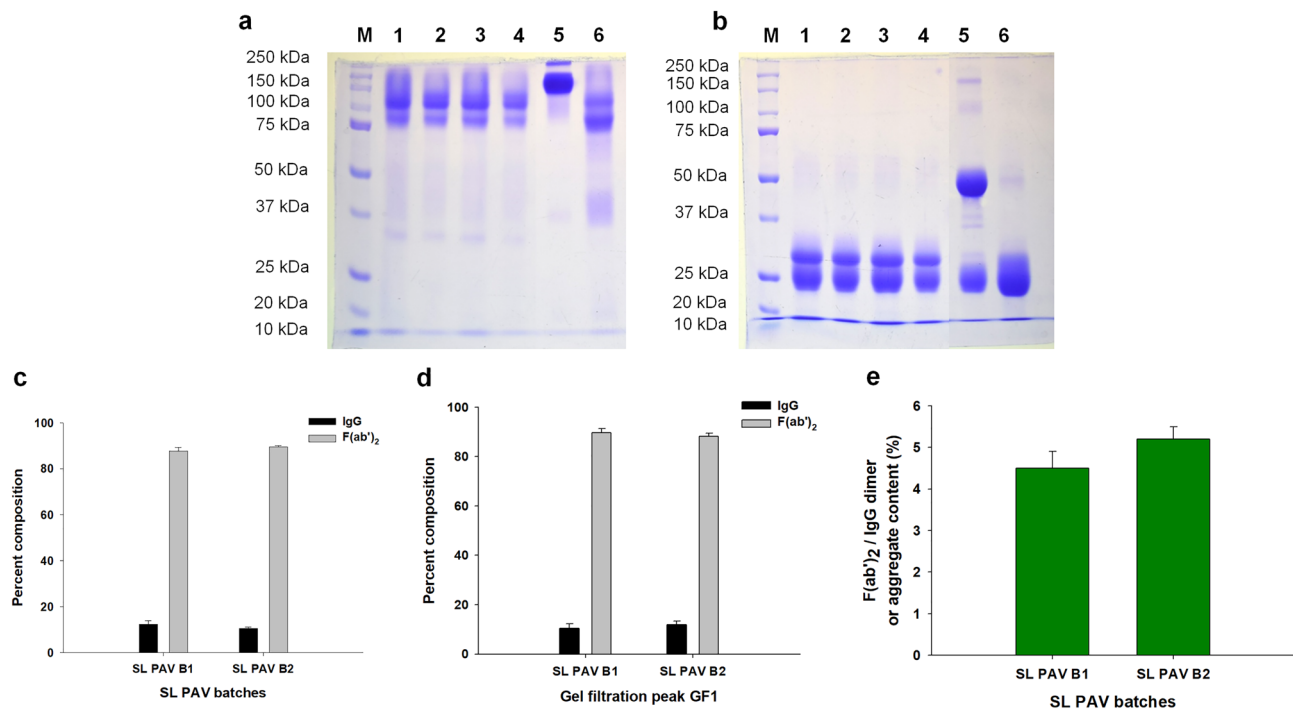 a
M 1 2 3 4 5 6
250 kDa
150 kDa
100 kDa
75 kDa
50 kDa
37 kDa
25 kDa
20 kDa
10 kDa
b
M 1 2 3 4 5 6
250 kDa
150 kDa
100 kDa
75 kDa
50 kDa
37 kDa
25 kDa
20 kDa
10 kDa
c
IgG
F(ab')2
Percent composition
100
80
60
40
20
0
SL PAV B1 SL PAV B2
SL PAV batches
d
IgG
F(ab')2
Percent composition
100
80
60
40
20
0
SL PAV B1 SL PAV B2
Gel filtration peak GF1
e
F(ab')2 / IgG dimer
or aggregate content (%)
6
5
4
3
2
1
0
SL PAV B1 SL PAV B2
SL PAV batches